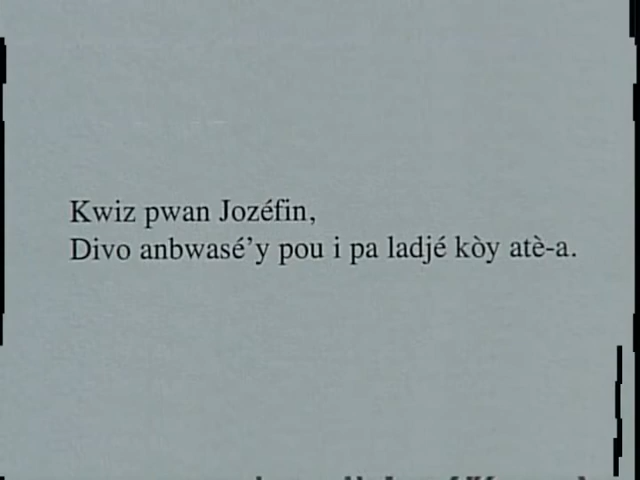 Kwiz pwan Jozéfin,
Divo anbwasé'y pou i pa ladjé kòy atè-a.